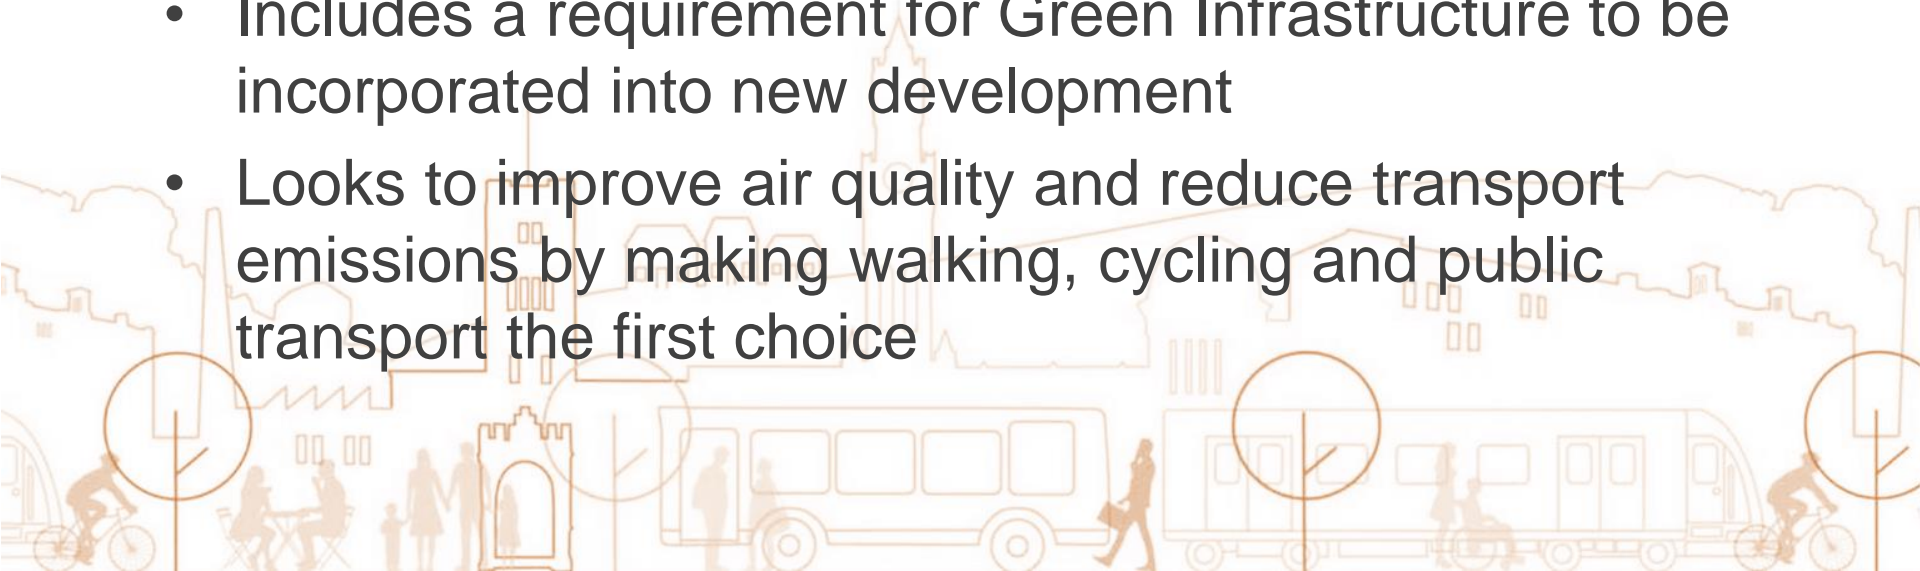 • Includes a requirement for Green Infrastructure to be
incorporated into new development
• Looks to improve air quality and reduce transport
emissions by making walking, cycling and public
transport the first choice